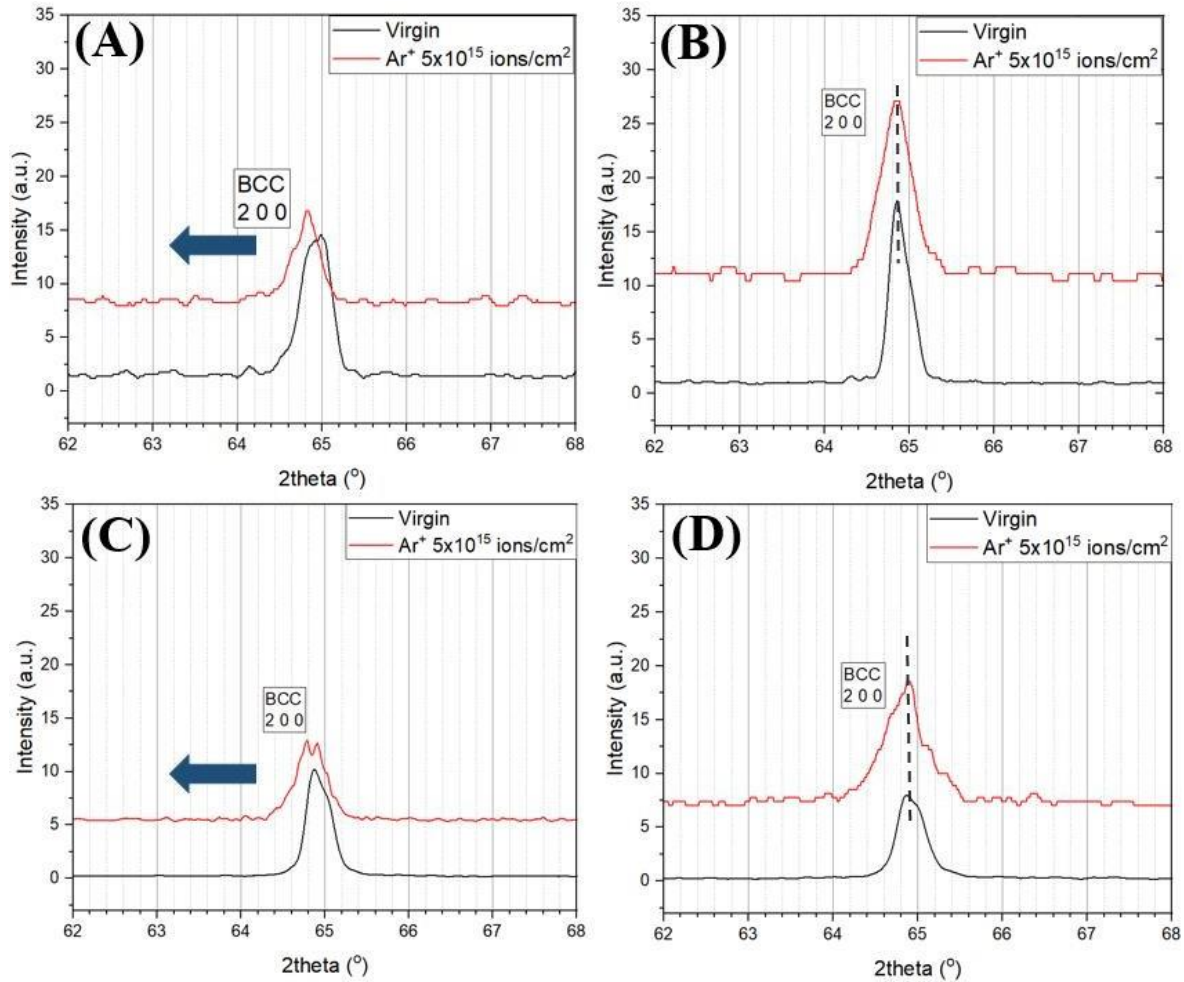 (A)
Virgin
Ar⁺ 5x10¹⁵ ions/cm²
BCC
2 0 0
Intensity (a.u.)
35
30
25
20
15
10
5
0
62 63 64 65 66 67 68
2theta (°)
(B)
Virgin
Ar⁺ 5x10¹⁵ ions/cm²
BCC
2 0 0
Intensity (a.u.)
35
30
25
20
15
10
5
0
62 63 64 65 66 67 68
2theta (°)
(C)
Virgin
Ar⁺ 5x10¹⁵ ions/cm²
BCC
2 0 0
Intensity (a.u.)
35
30
25
20
15
10
5
0
62 63 64 65 66 67 68
2theta (°)
(D)
Virgin
Ar⁺ 5x10¹⁵ ions/cm²
BCC
2 0 0
Intensity (a.u.)
35
30
25
20
15
10
5
0
62 63 64 65 66 67 68
2theta (°)